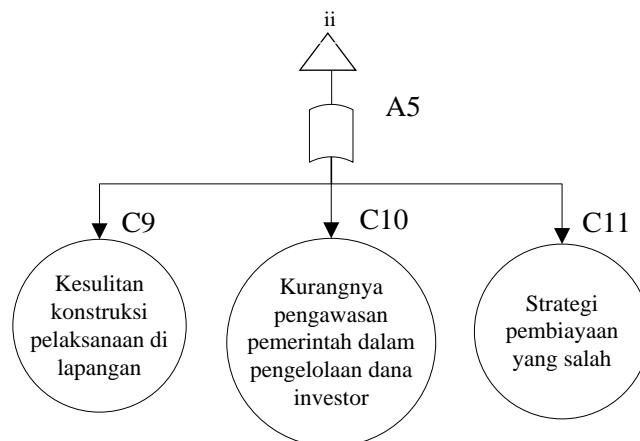 ii
A5
C9
C10
C11
Kesulitan
konstruksi
pelaksanaan di
lapangan
Kurangnya
pengawasan
pemerintah dalam
pengelolaan dana
investor
Strategi
pembiayaan
yang salah